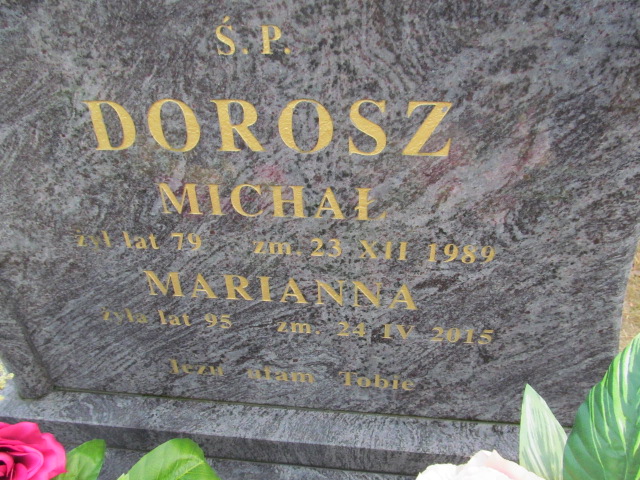 Ś. P.
DOROSZ
MICHAŁ
żył lat 79 zm. 23 XII 1989
MARIANNA
żyła lat 95 zm. 24 IV 2015
Jezu ufam Tobie